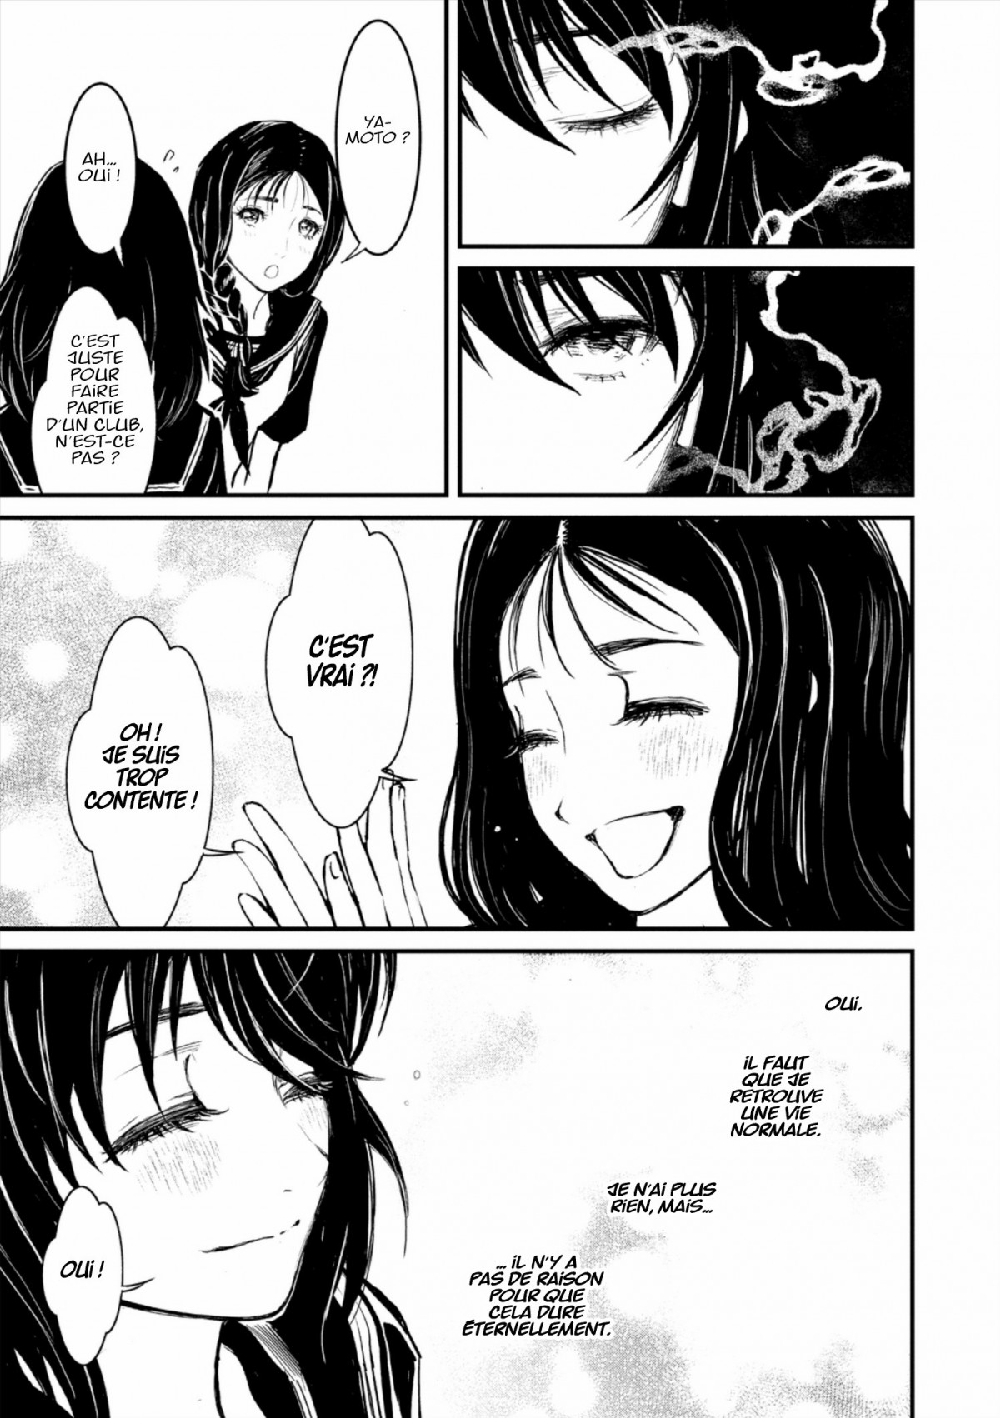 YA-
MOTO ?
AH...
OUI !
C'EST
JUSTE
POUR
FAIRE
PARTIE
D'UN CLUB,
N'EST-CE
PAS ?
C'EST
VRAI ?!
OH !
JE SUIS
TROP
CONTENTE !
OUI.
IL FAUT
QUE JE
RETROUVE
UNE VIE
NORMALE.
JE N'AI PLUS
RIEN, MAIS...
... IL N'Y A
PAS DE RAISON
POUR QUE
CELA DURE
ÉTERNELLEMENT.
OUI !